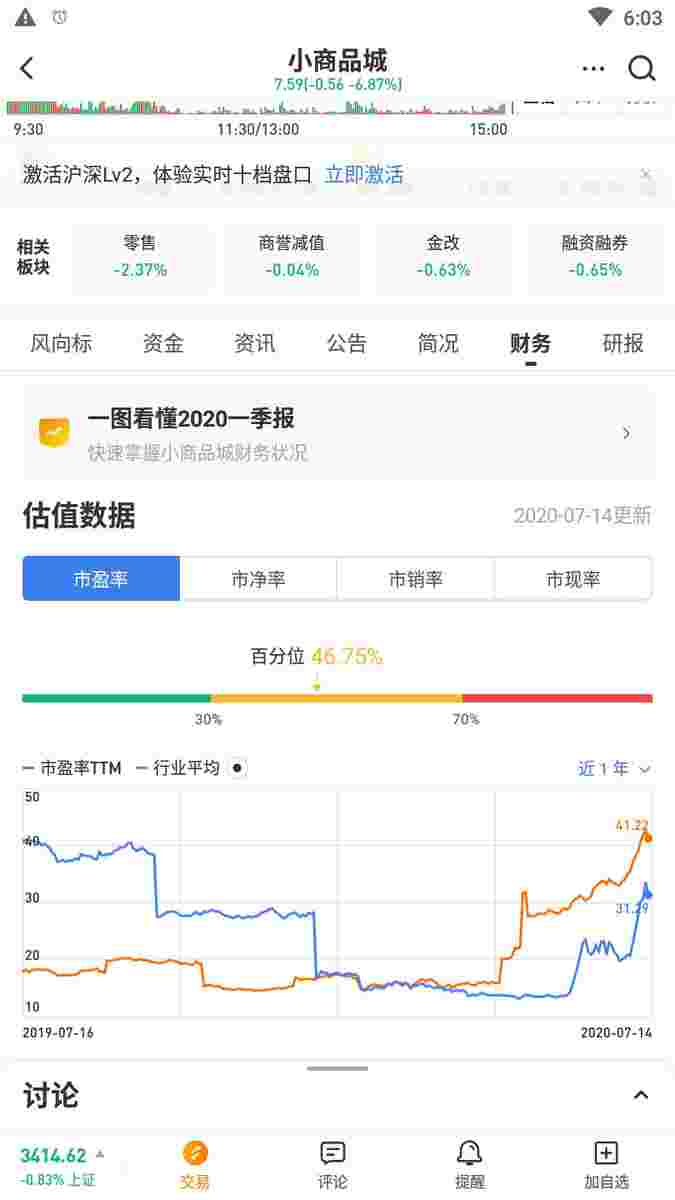 6:03
小商品城
7.59(-0.56 -6.87%)
9:30 11:30/13:00 15:00
激活沪深Lv2，体验实时十档盘口 立即激活
相关板块
零售 商誉减值 金改 融资融券
-2.37% -0.04% -0.63% -0.65%
风向标 资金 资讯 公告 简况 财务 研报
一图看懂2020一季报
快速掌握小商品城财务状况
估值数据 2020-07-14更新
市盈率 市净率 市销率 市现率
百分位 46.75%
30% 70%
市盈率TTM 行业平均 近1年
50
41.22
40
30
31.29
20
10
2019-07-16 2020-07-14
讨论
3414.62
-0.83% 上证
交易 评论 提醒 加自选